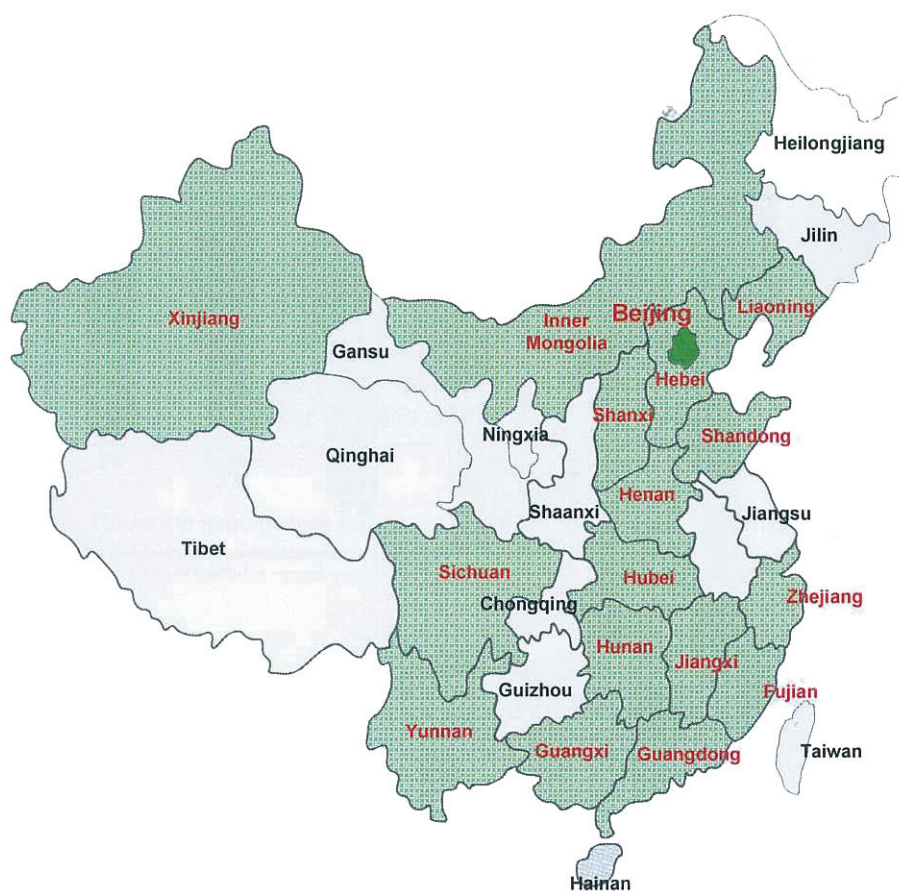 Heilongjiang
Jilin
Xinjiang
Inner
Mongolia
Beijing
Liaoning
Gansu
Hebei
Shanxi
Ningxia
Shandong
Qinghai
Henan
Shaanxi
Jiangsu
Tibet
Sichuan
Hubei
Chongqing
Zhejiang
Hunan
Jiangxi
Guizhou
Fujian
Yunnan
Guangxi
Guangdong
Taiwan
Hainan